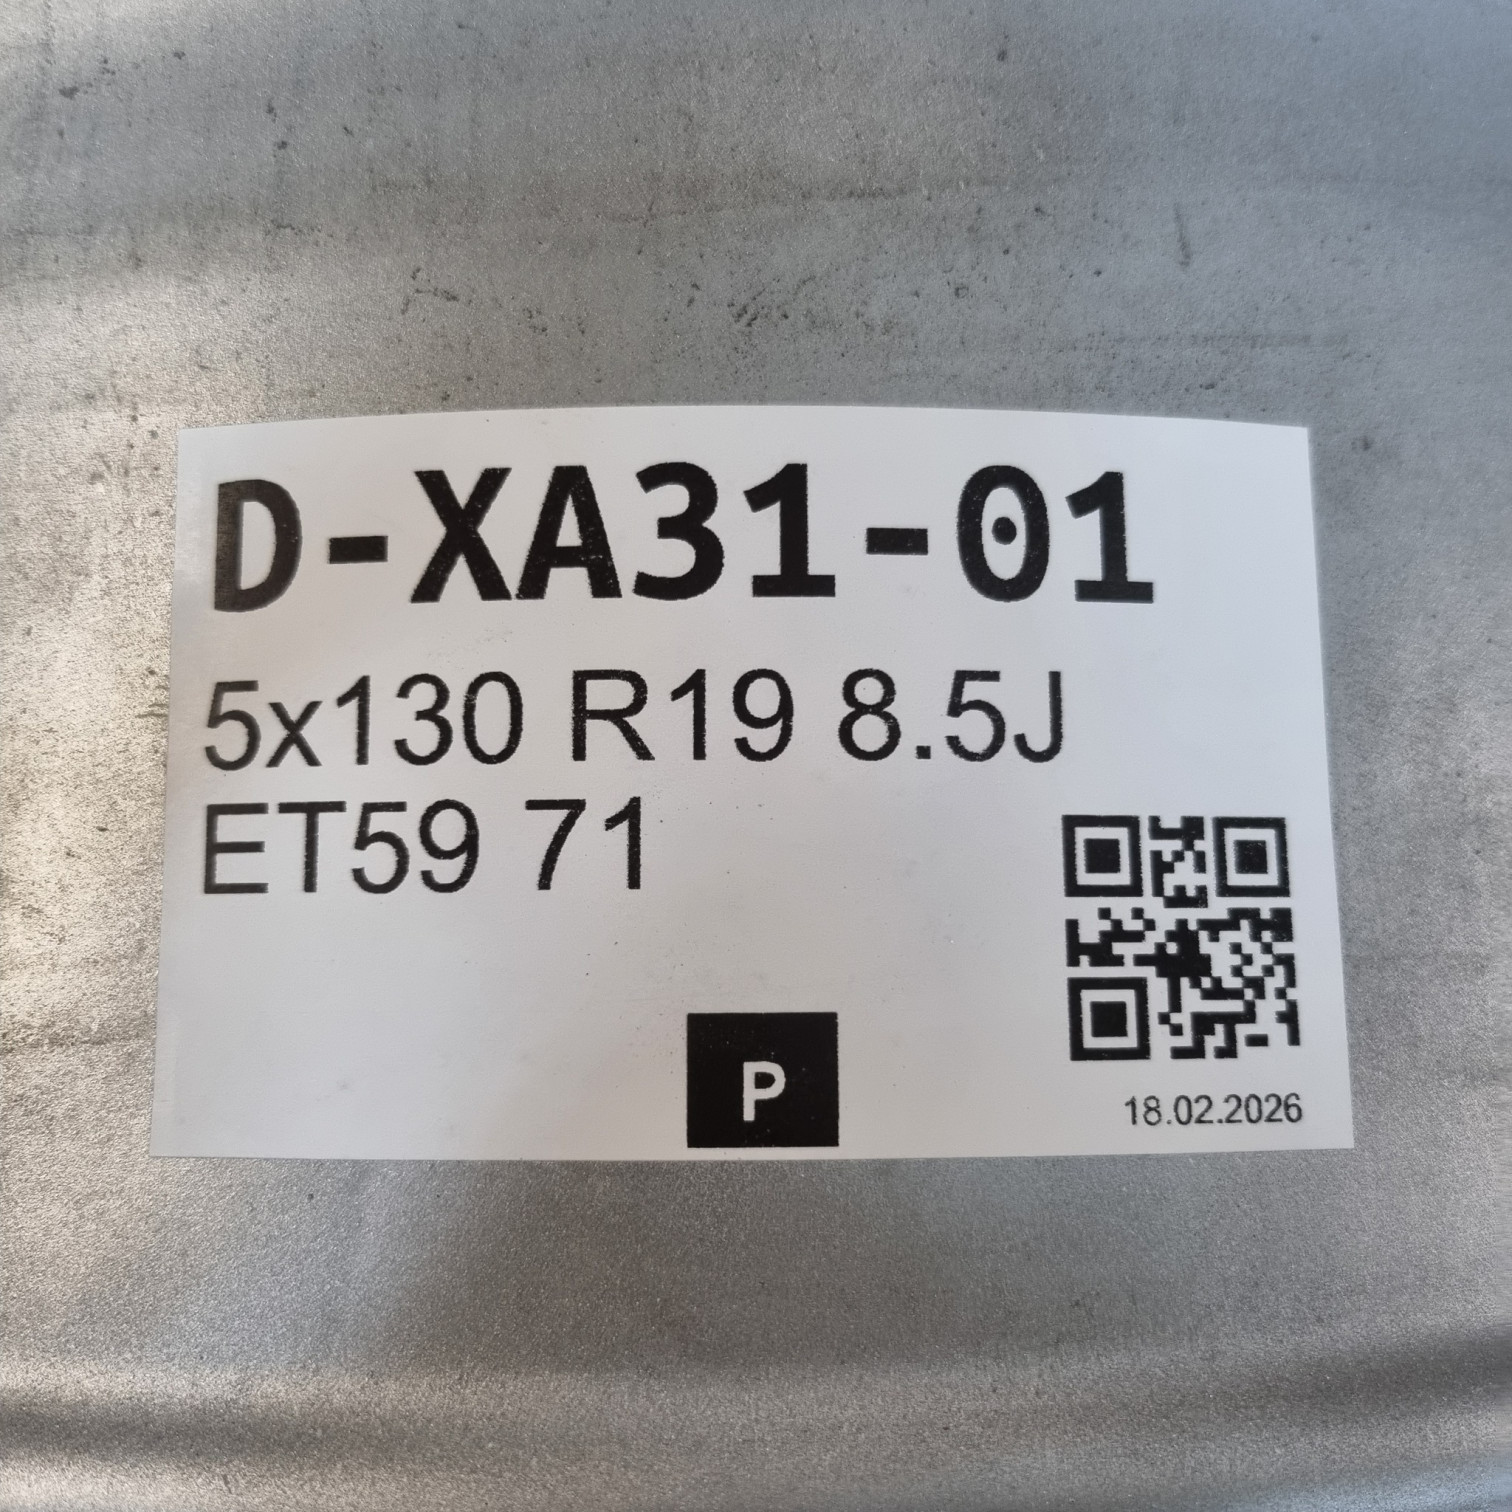 D-XA31-01
5x130 R19 8.5J
ET59 71
P
18.02.2026